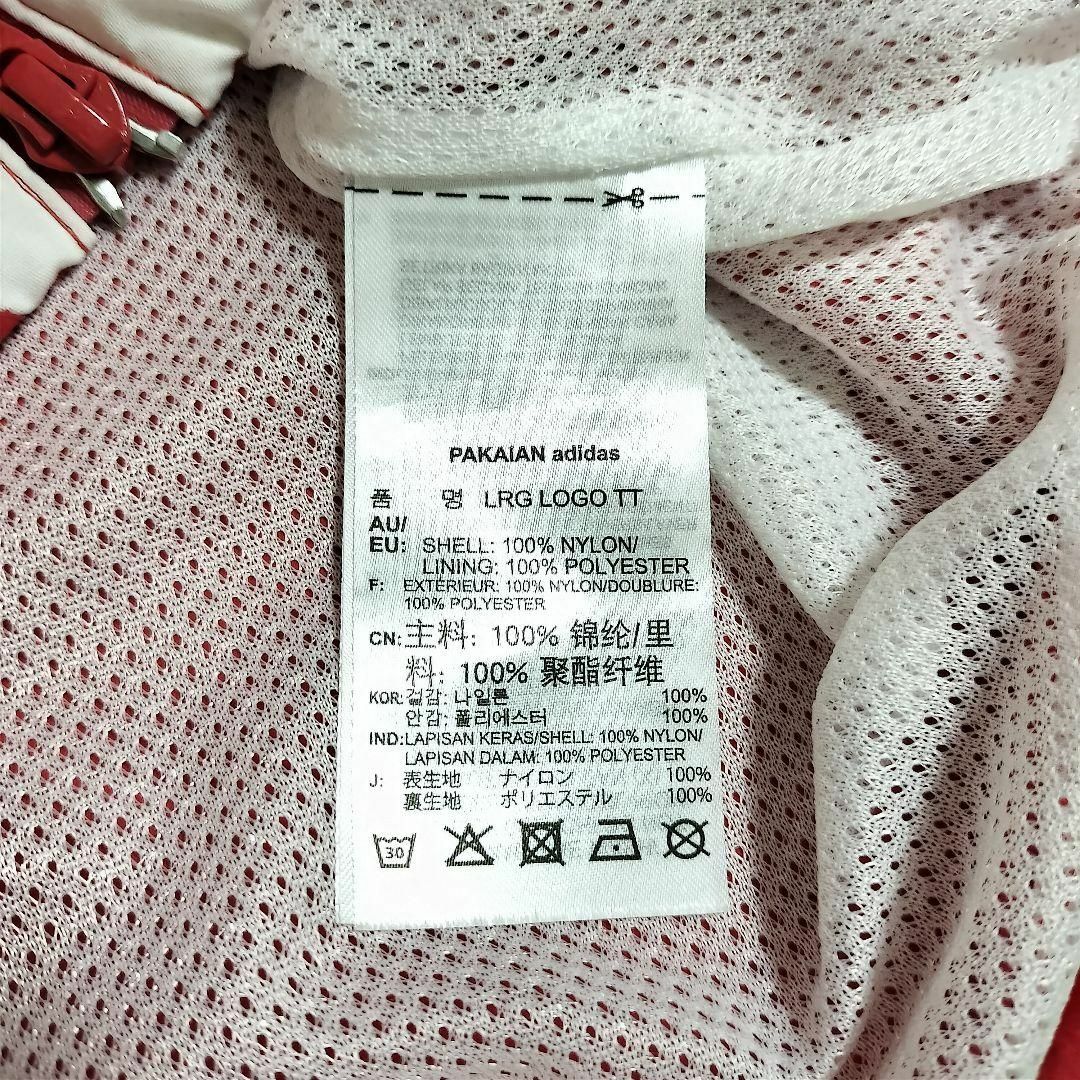 PAKAIAN adidas
품 명 LRG LOGO TT
AU/
EU: SHELL: 100% NYLON/
LINING: 100% POLYESTER
F: EXTERIEUR: 100% NYLON/DOUBLURE:
100% POLYESTER
CN: 主料: 100% 锦纶/里
料: 100% 聚酯纤维
KOR: 겉감: 나일론 100%
안감: 폴리에스터 100%
IND: LAPISAN KERAS/SHELL: 100% NYLON/
LAPISAN DALAM: 100% POLYESTER
J: 表生地 ナイロン 100%
裏生地 ポリエステル 100%
30